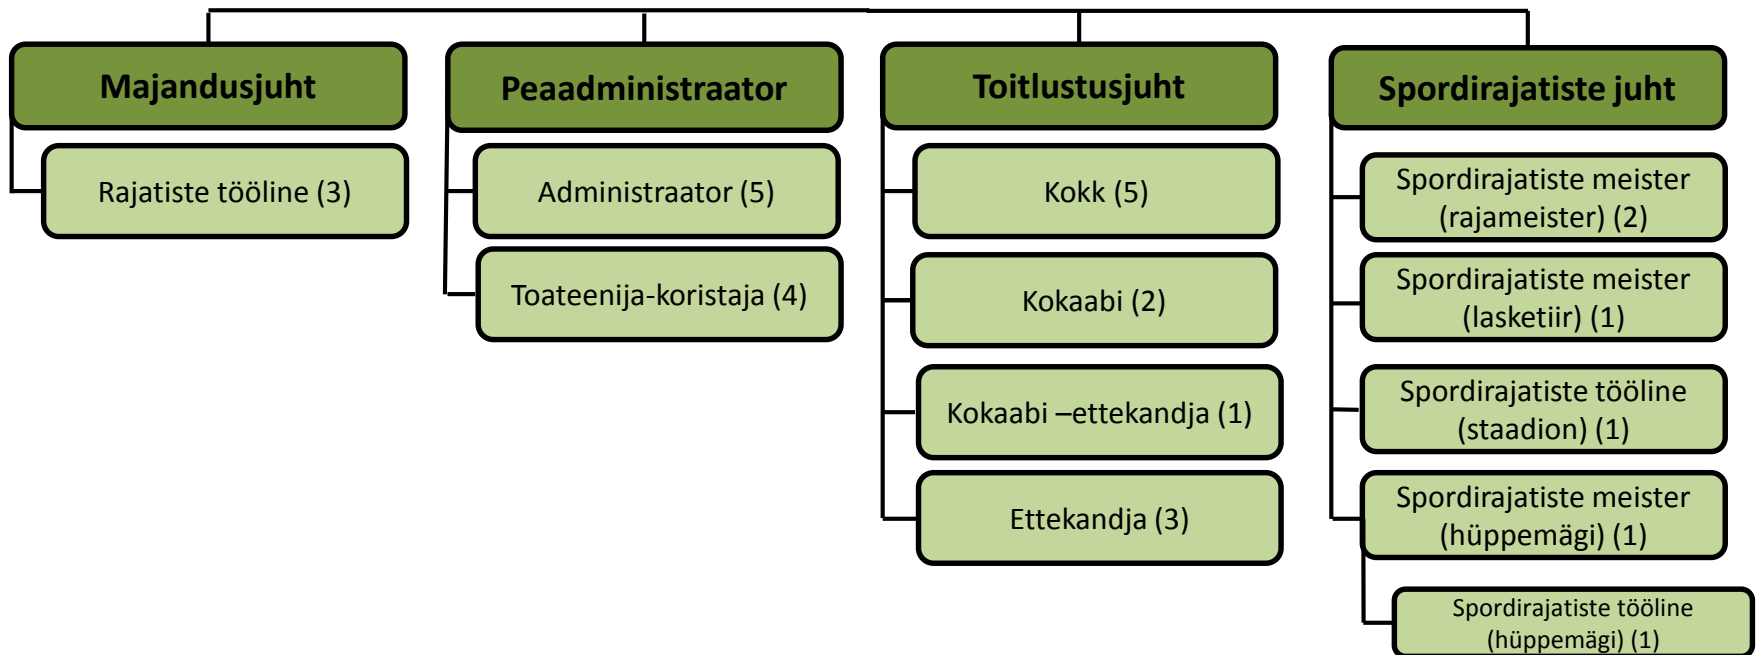 Majandusjuht
Rajatiste tööline (3)
Peaadministraator
Administraator (5)
Toateenija-koristaja (4)
Toitlustusjuht
Kokk (5)
Kokaabi (2)
Kokaabi –ettekandja (1)
Ettekandja (3)
Spordirajatiste juht
Spordirajatiste meister
(rajameister) (2)
Spordirajatiste meister
(lasketiir) (1)
Spordirajatiste tööline
(staadion) (1)
Spordirajatiste meister
(hüppemägi) (1)
Spordirajatiste tööline
(hüppemägi) (1)